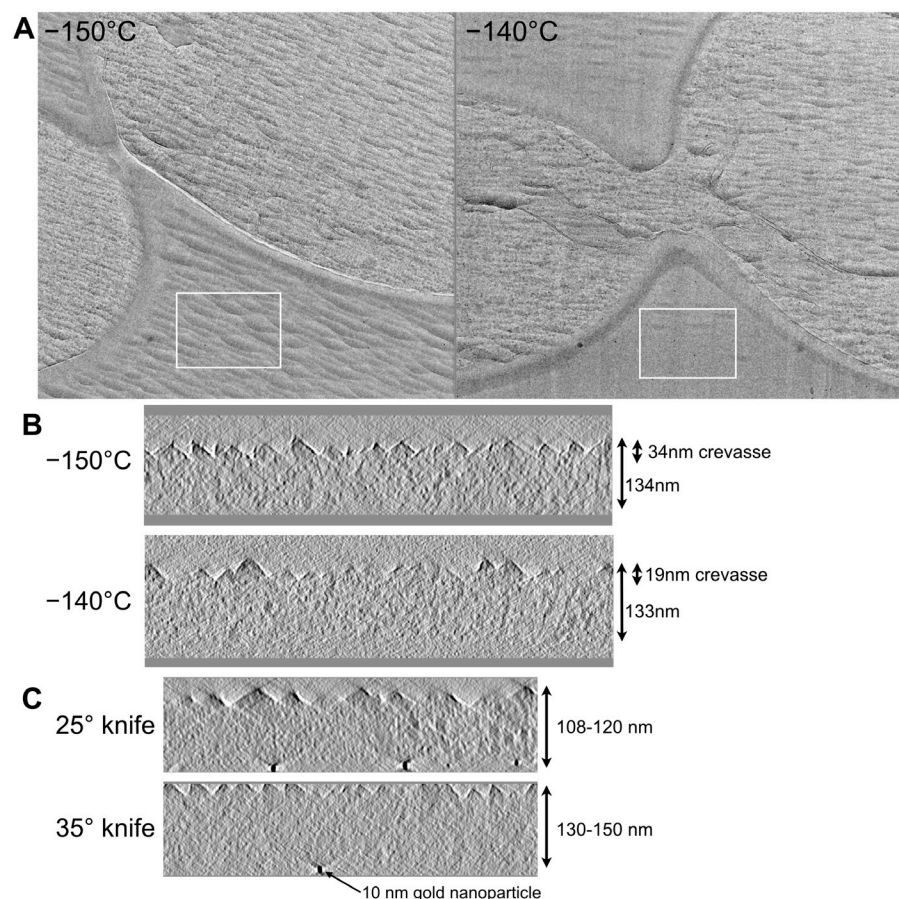 A
−150°C
−140°C
B
−150°C
34nm crevasse
134nm
−140°C
19nm crevasse
133nm
C
25° knife
108-120 nm
35° knife
130-150 nm
10 nm gold nanoparticle